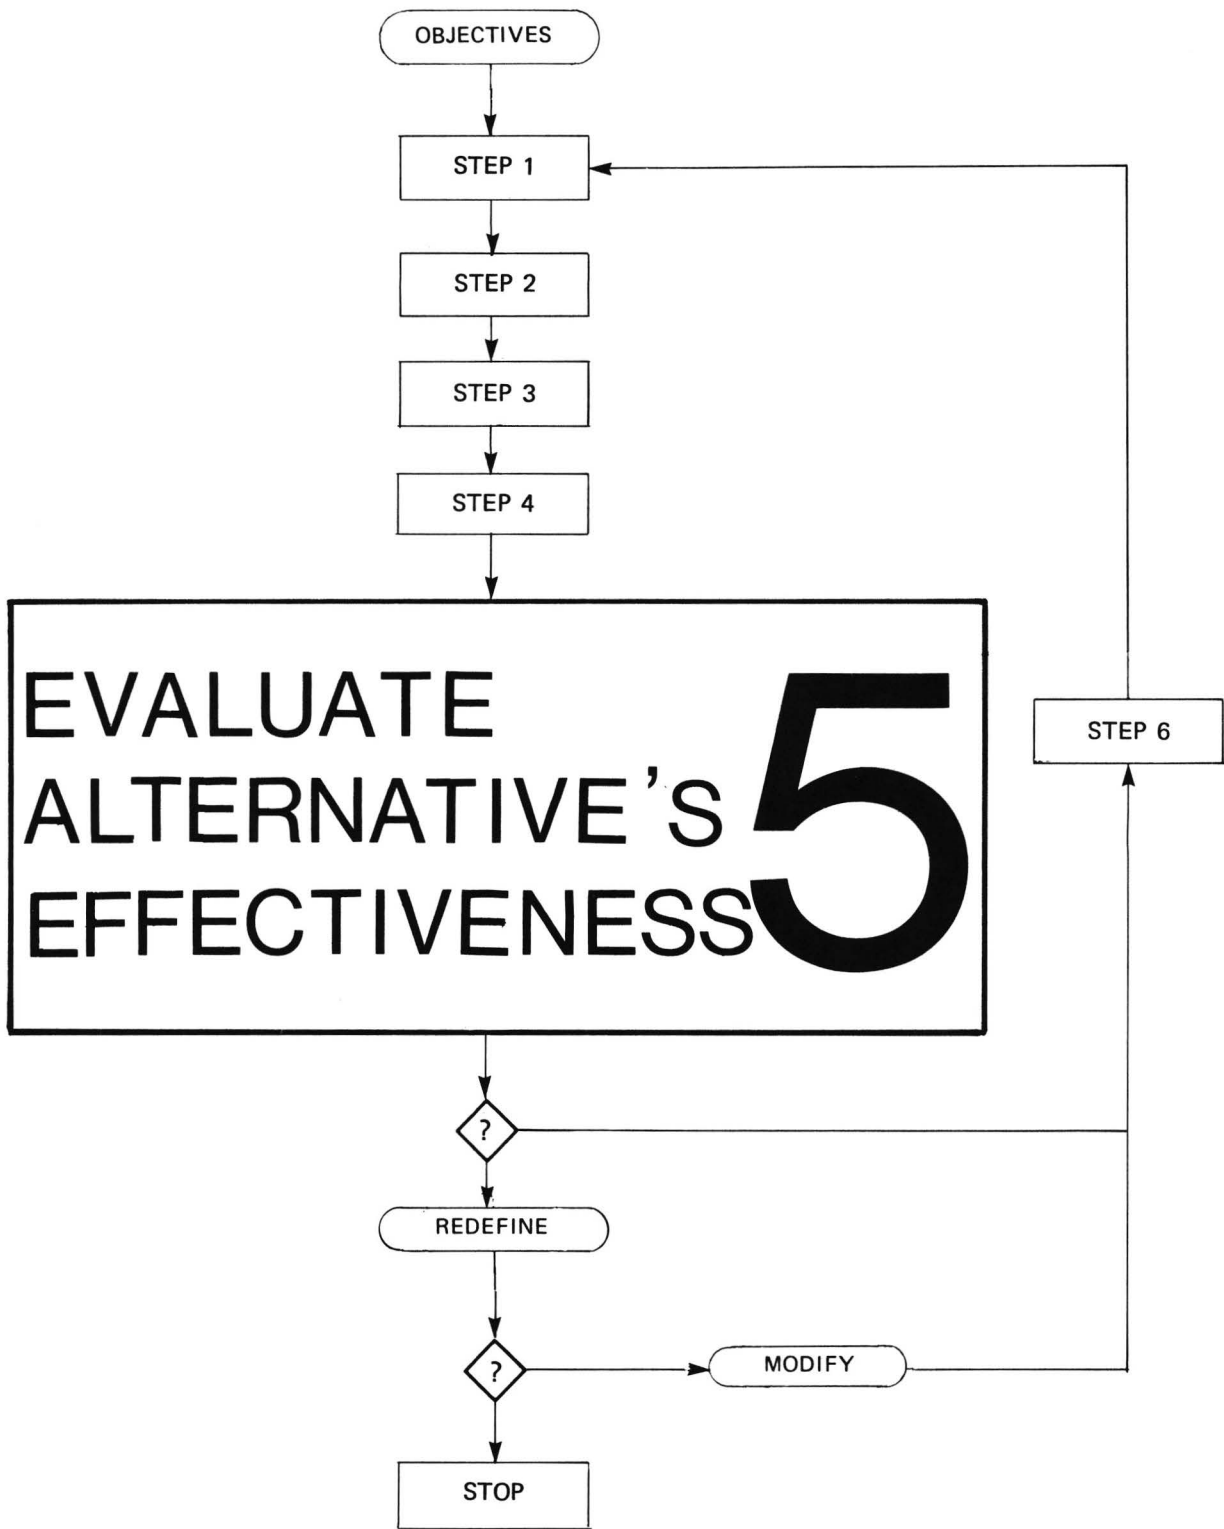 OBJECTIVES
STEP 1
STEP 2
STEP 3
STEP 4
EVALUATE
ALTERNATIVE'S
EFFECTIVENESS
5
STEP 6
?
REDEFINE
?
MODIFY
STOP